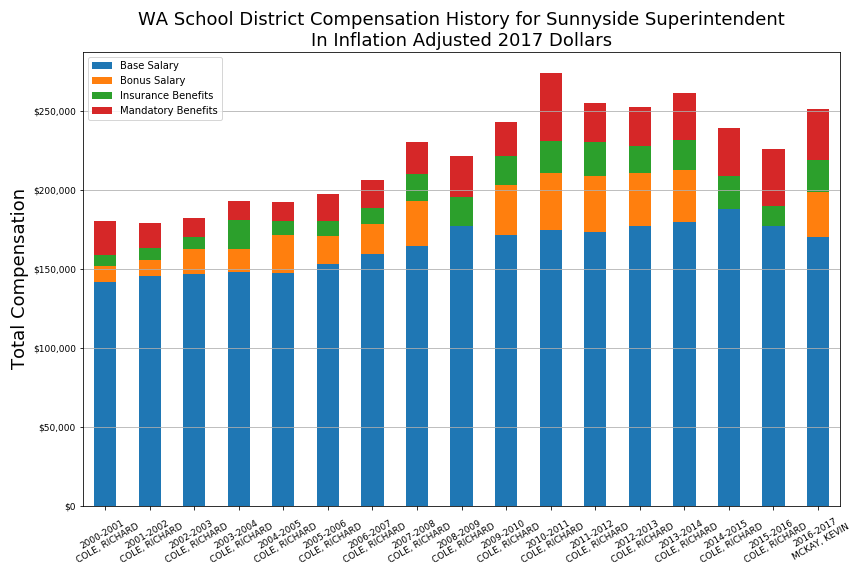 WA School District Compensation History for Sunnyside Superintendent
In Inflation Adjusted 2017 Dollars
Base Salary
Bonus Salary
Insurance Benefits
Mandatory Benefits
Total Compensation
$250,000
$200,000
$150,000
$100,000
$50,000
$0
2000-2001
COLE, RICHARD
2001-2002
COLE, RICHARD
2002-2003
COLE, RICHARD
2003-2004
COLE, RICHARD
2004-2005
COLE, RICHARD
2005-2006
COLE, RICHARD
2006-2007
COLE, RICHARD
2007-2008
COLE, RICHARD
2008-2009
COLE, RICHARD
2009-2010
COLE, RICHARD
2010-2011
COLE, RICHARD
2011-2012
COLE, RICHARD
2012-2013
COLE, RICHARD
2013-2014
COLE, RICHARD
2014-2015
COLE, RICHARD
2015-2016
COLE, RICHARD
2016-2017
MCKAY, KEVIN